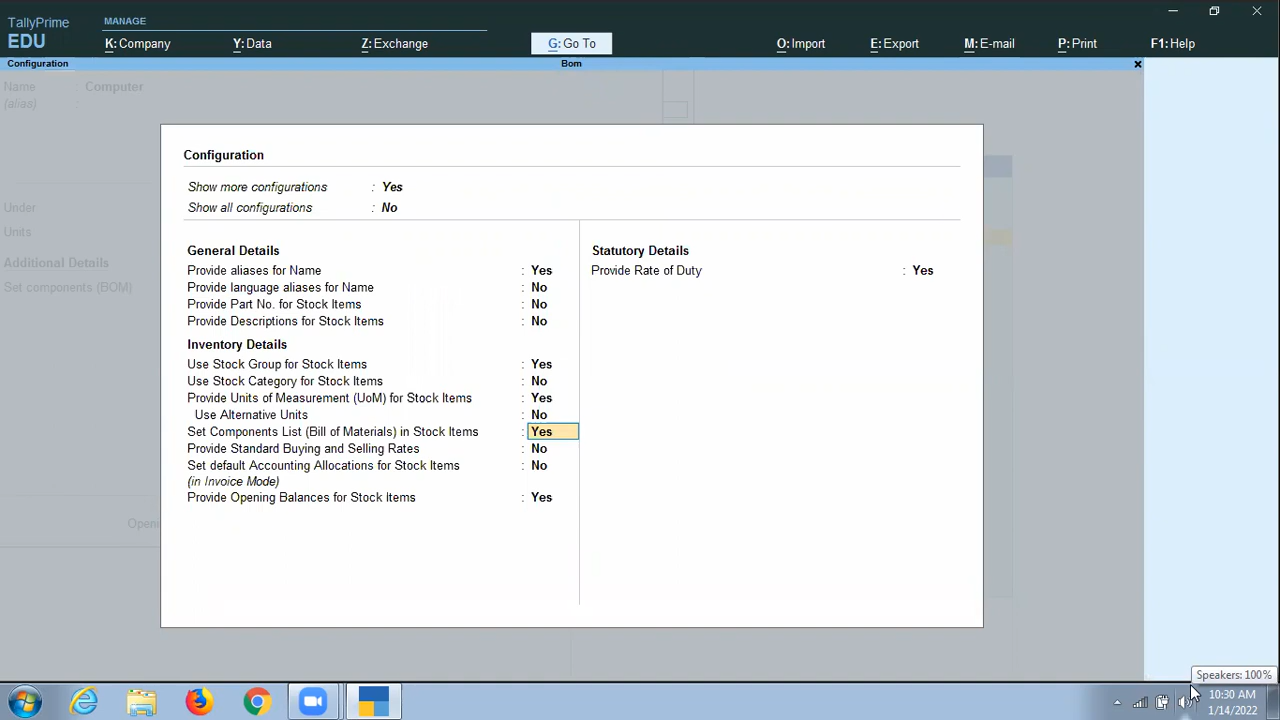 TallyPrime
EDU
MANAGE
K: Company
Y: Data
Z: Exchange
G: Go To
O: Import
E: Export
M: E-mail
P: Print
F1: Help
Configuration
Bom
Name : Computer
(alias) :
Under
Units
Additional Details
Set components (BOM)
Configuration
Show more configurations : Yes
Show all configurations : No
General Details
Provide aliases for Name : Yes
Provide language aliases for Name : No
Provide Part No. for Stock Items : No
Provide Descriptions for Stock Items : No
Inventory Details
Use Stock Group for Stock Items : Yes
Use Stock Category for Stock Items : No
Provide Units of Measurement (UoM) for Stock Items : Yes
Use Alternative Units : No
Set Components List (Bill of Materials) in Stock Items : Yes
Provide Standard Buying and Selling Rates : No
Set default Accounting Allocations for Stock Items : No
(in Invoice Mode)
Provide Opening Balances for Stock Items : Yes
Statutory Details
Provide Rate of Duty : Yes
Speakers: 100%
10:30 AM
1/14/2022